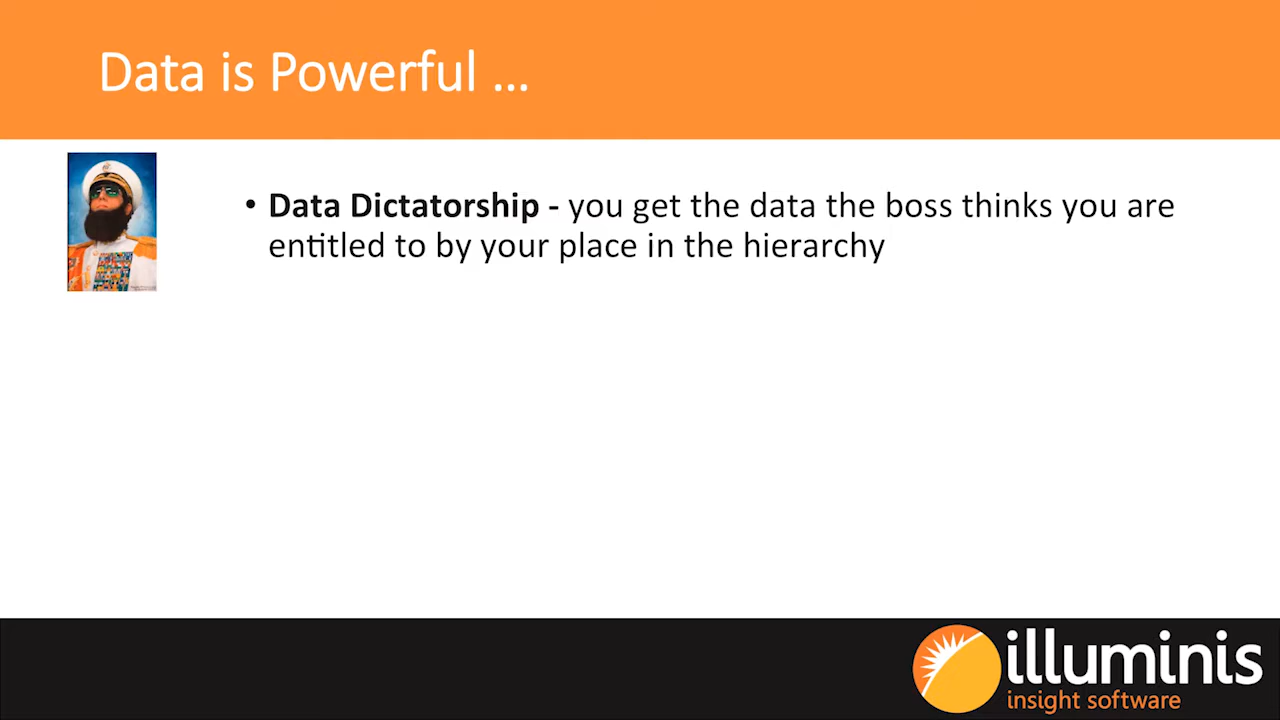 Data is Powerful ...
• Data Dictatorship - you get the data the boss thinks you are
entitled to by your place in the hierarchy
illuminis
insight software